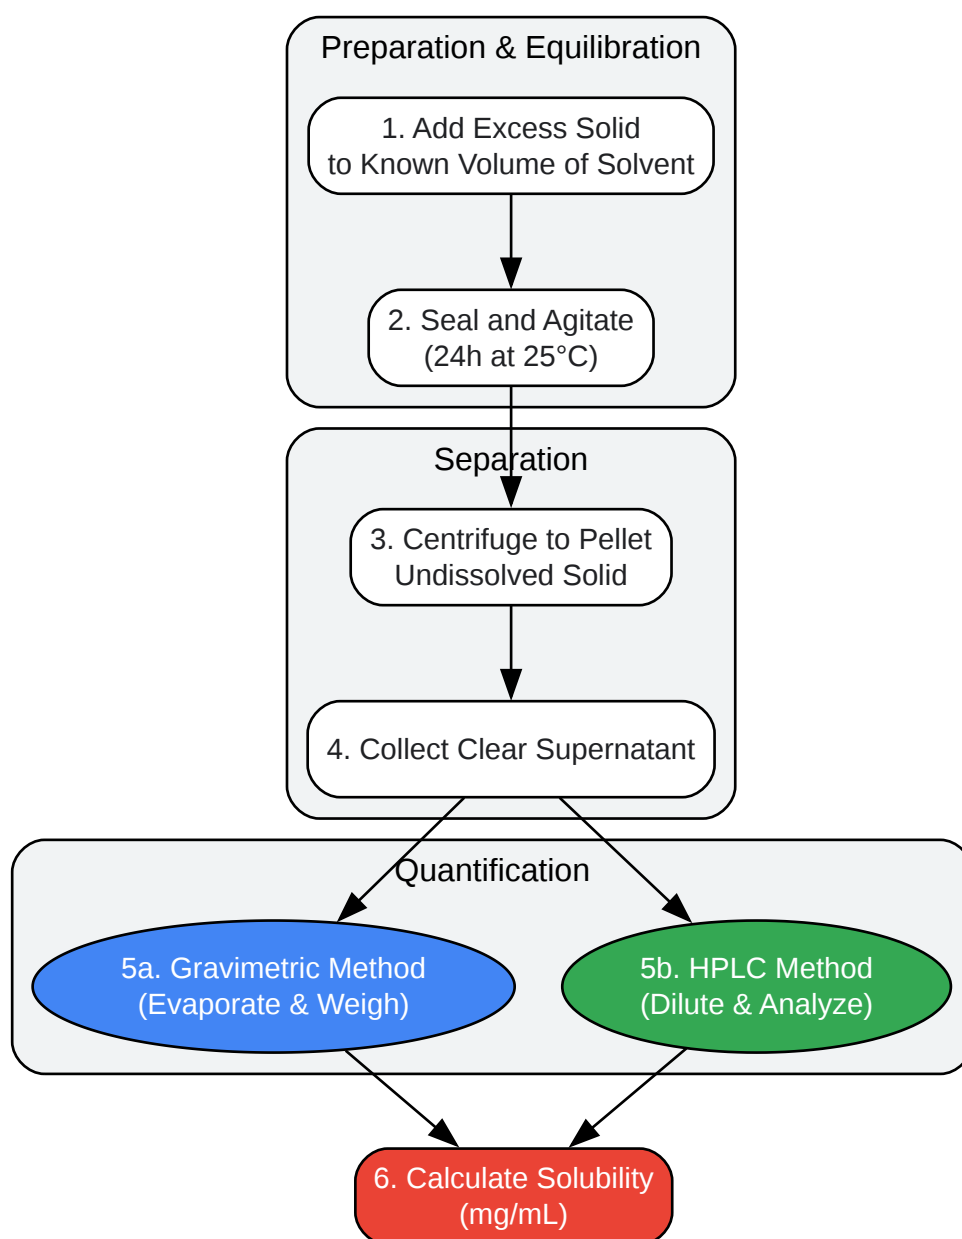 Preparation & Equilibration
1. Add Excess Solid
to Known Volume of Solvent
2. Seal and Agitate
(24h at 25°C)
Separation
3. Centrifuge to Pellet
Undissolved Solid
4. Collect Clear Supernatant
Quantification
5a. Gravimetric Method
(Evaporate & Weigh)
5b. HPLC Method
(Dilute & Analyze)
6. Calculate Solubility
(mg/mL)